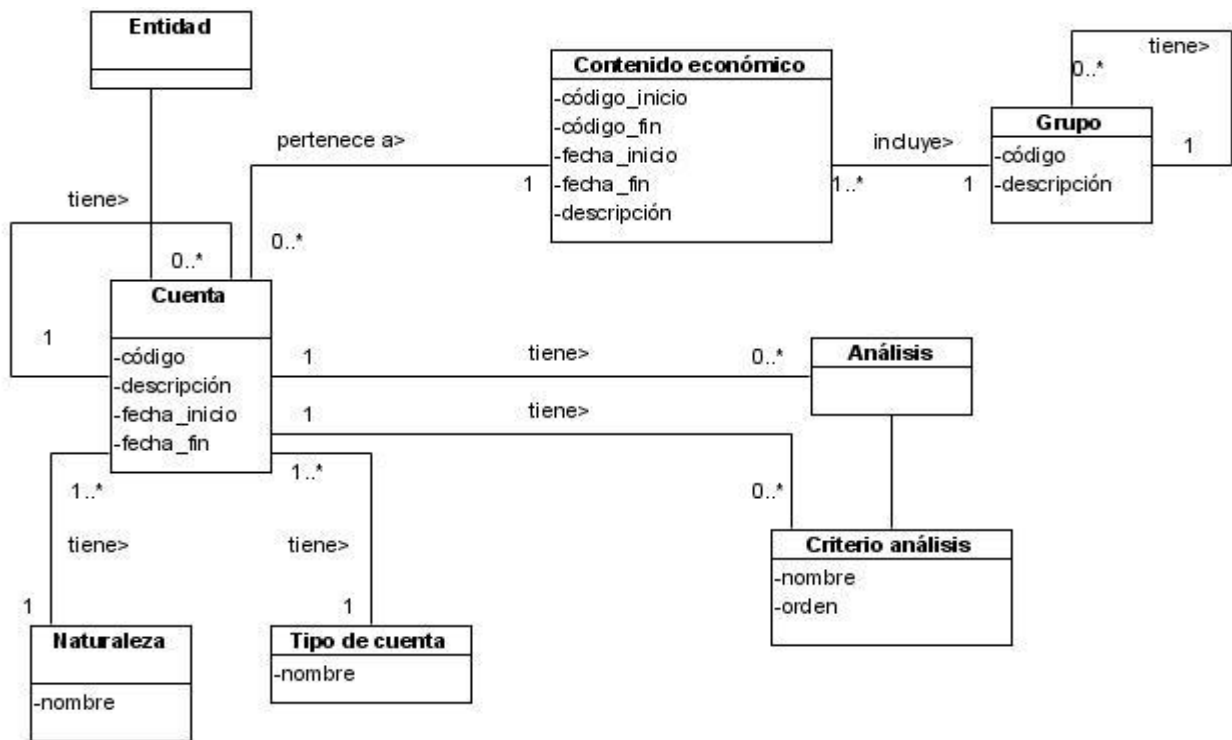 Entidad
tiene>
Contenido económico
0..*
-código_inicio
-código_fin
Grupo
pertenece a>
incluye>
-fecha_inicio
-código
1
1
-fecha_fin
1..*
1
-descripción
tiene>
-descripción
0..*
0..*
Cuenta
1
-código
1
tiene>
0..*
Análisis
-descripción
-fecha_inicio
1
tiene>
-fecha_fin
1..*
1..*
0..*
tiene>
tiene>
Criterio análisis
-nombre
1
1
-orden
Naturaleza
Tipo de cuenta
-nombre
-nombre